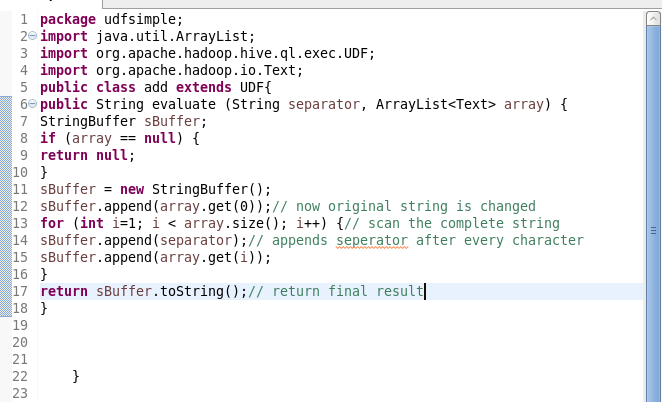 1 package udfsimple;
2 import java.util.ArrayList;
3 import org.apache.hadoop.hive.ql.exec.UDF;
4 import org.apache.hadoop.io.Text;
5 public class add extends UDF{
6 public String evaluate (String separator, ArrayList<Text> array) {
7 StringBuffer sBuffer;
8 if (array == null) {
9 return null;
10 }
11 sBuffer = new StringBuffer();
12 sBuffer.append(array.get(0));// now original string is changed
13 for (int i=1; i < array.size(); i++) {// scan the complete string
14 sBuffer.append(separator);// appends seperator after every character
15 sBuffer.append(array.get(i));
16 }
17 return sBuffer.toString();// return final result
18 }
19
20
21
22 }
23